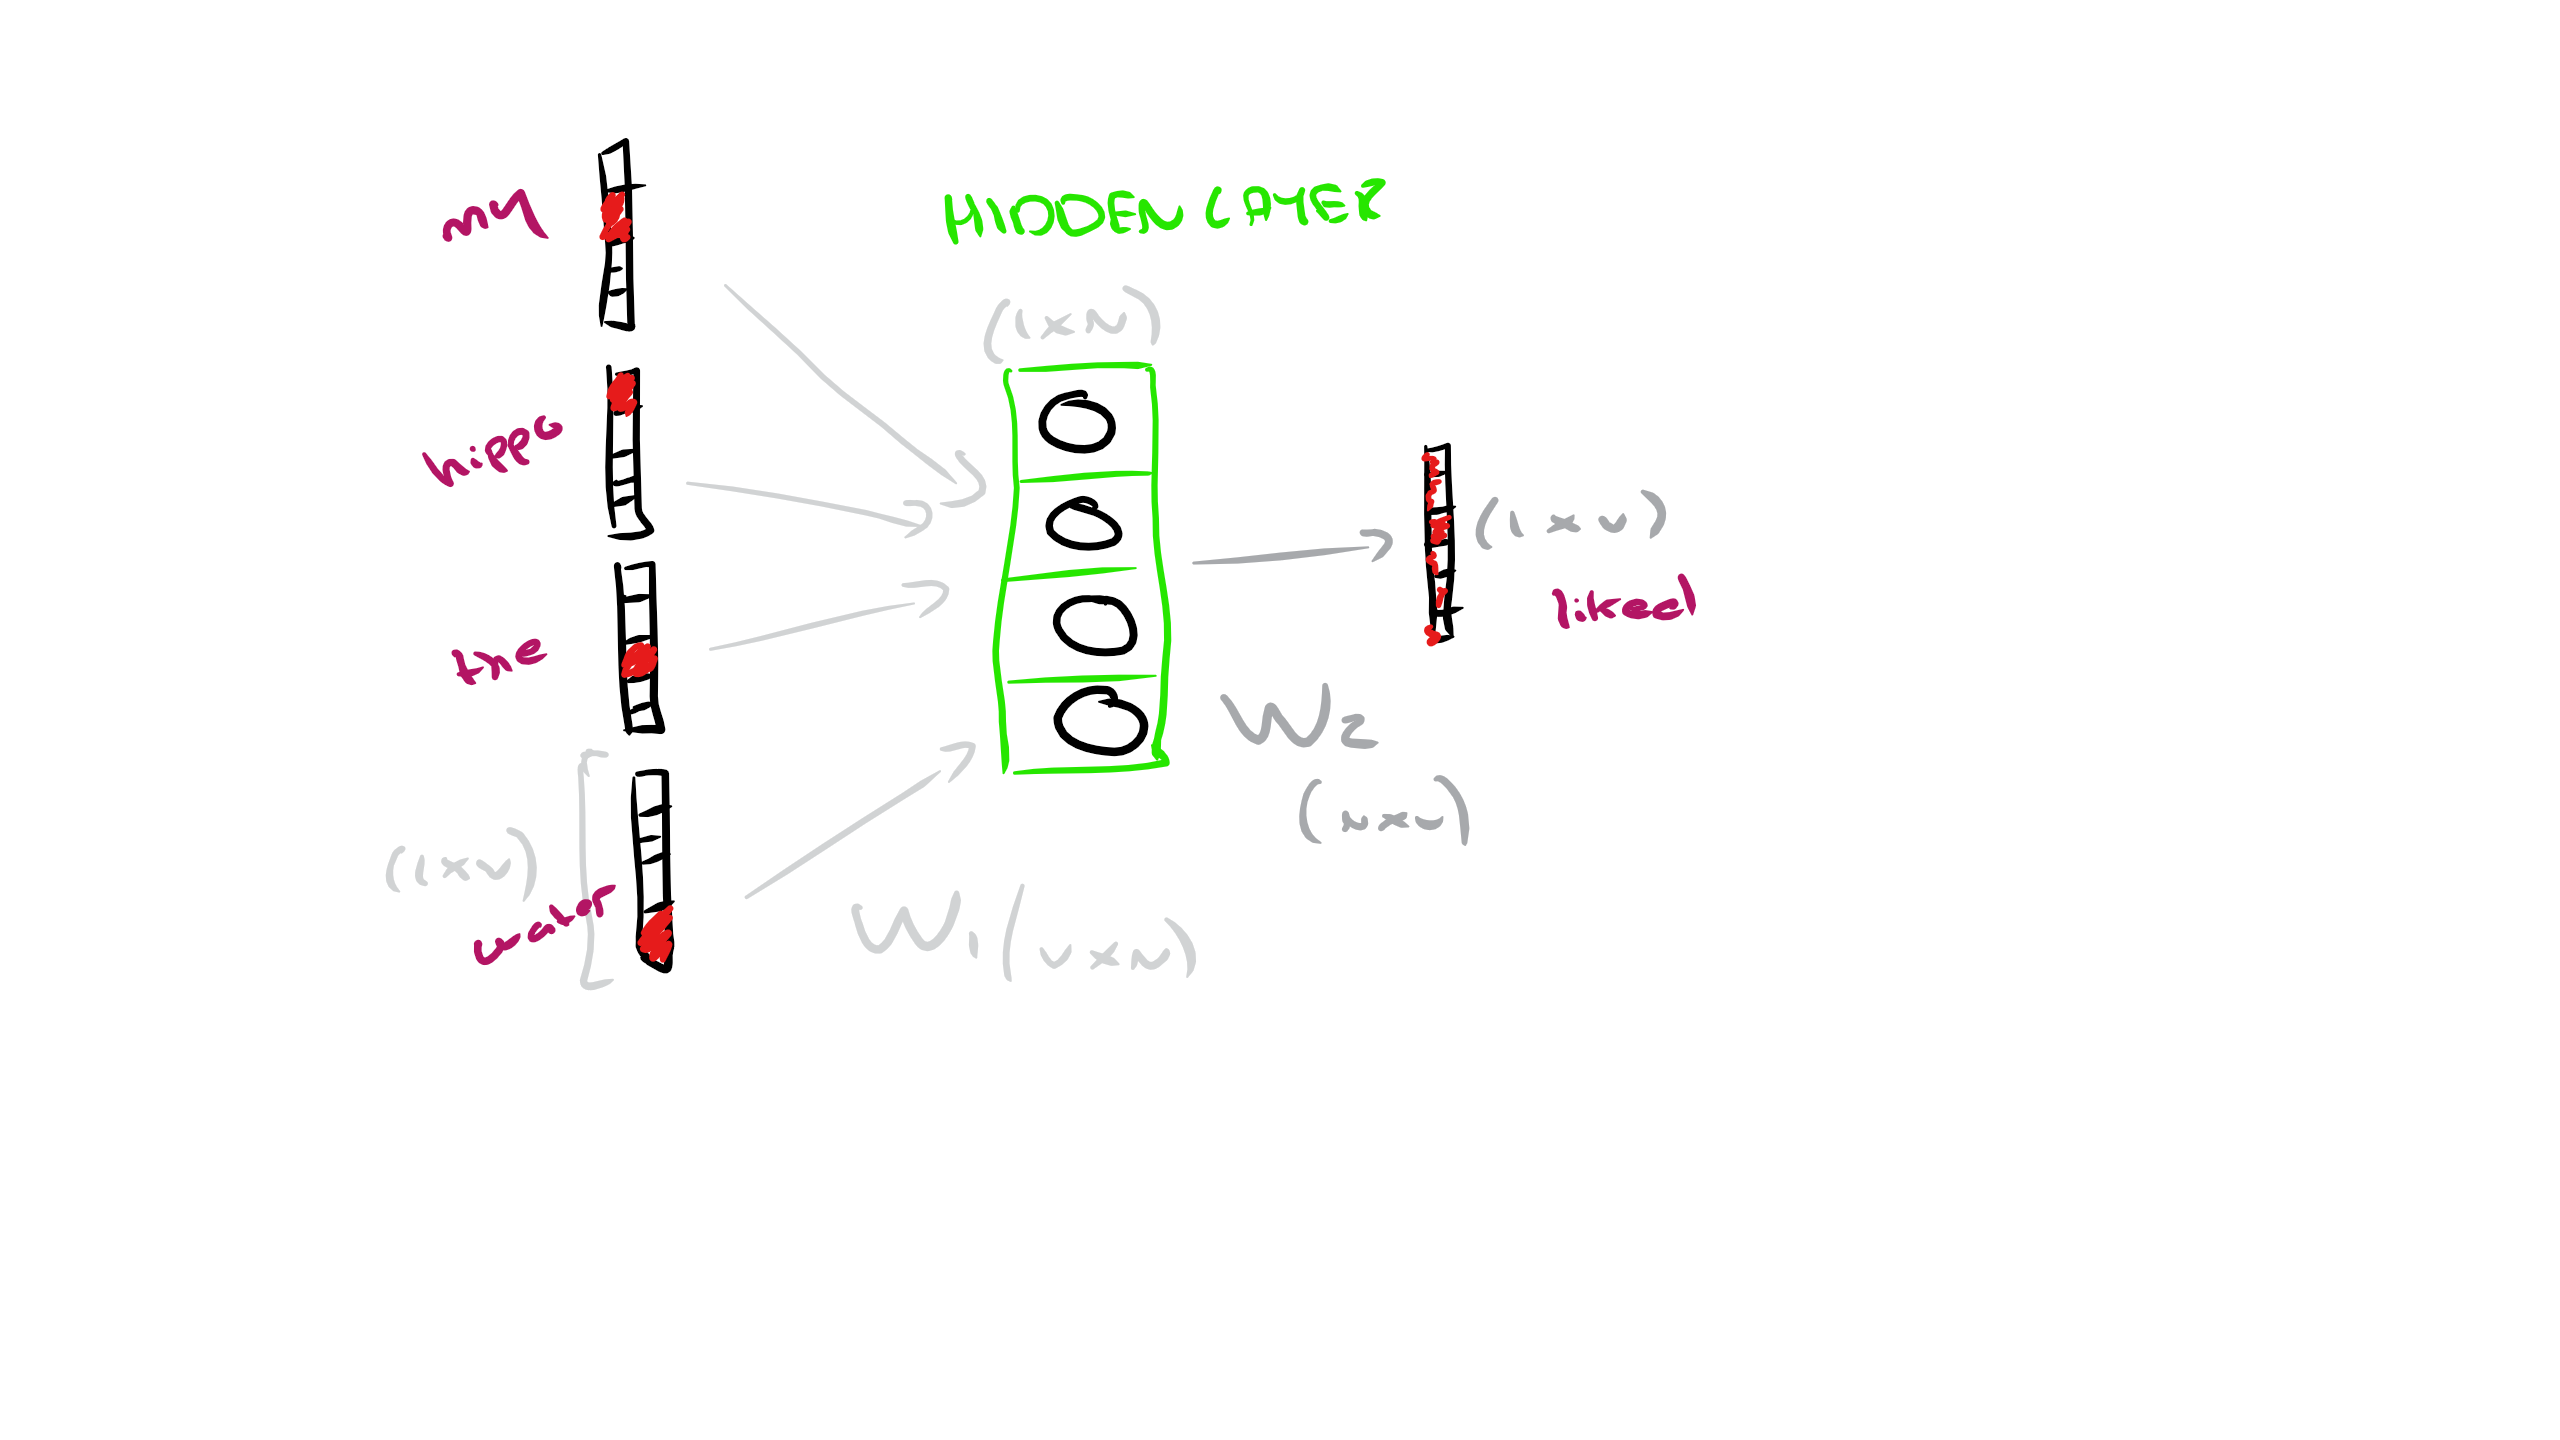 my
HIDDEN LAYER
(1xN)
hippo
(1xv)
liked
the
W2
(Nxv)
(1xv)
water
W1 (vxN)